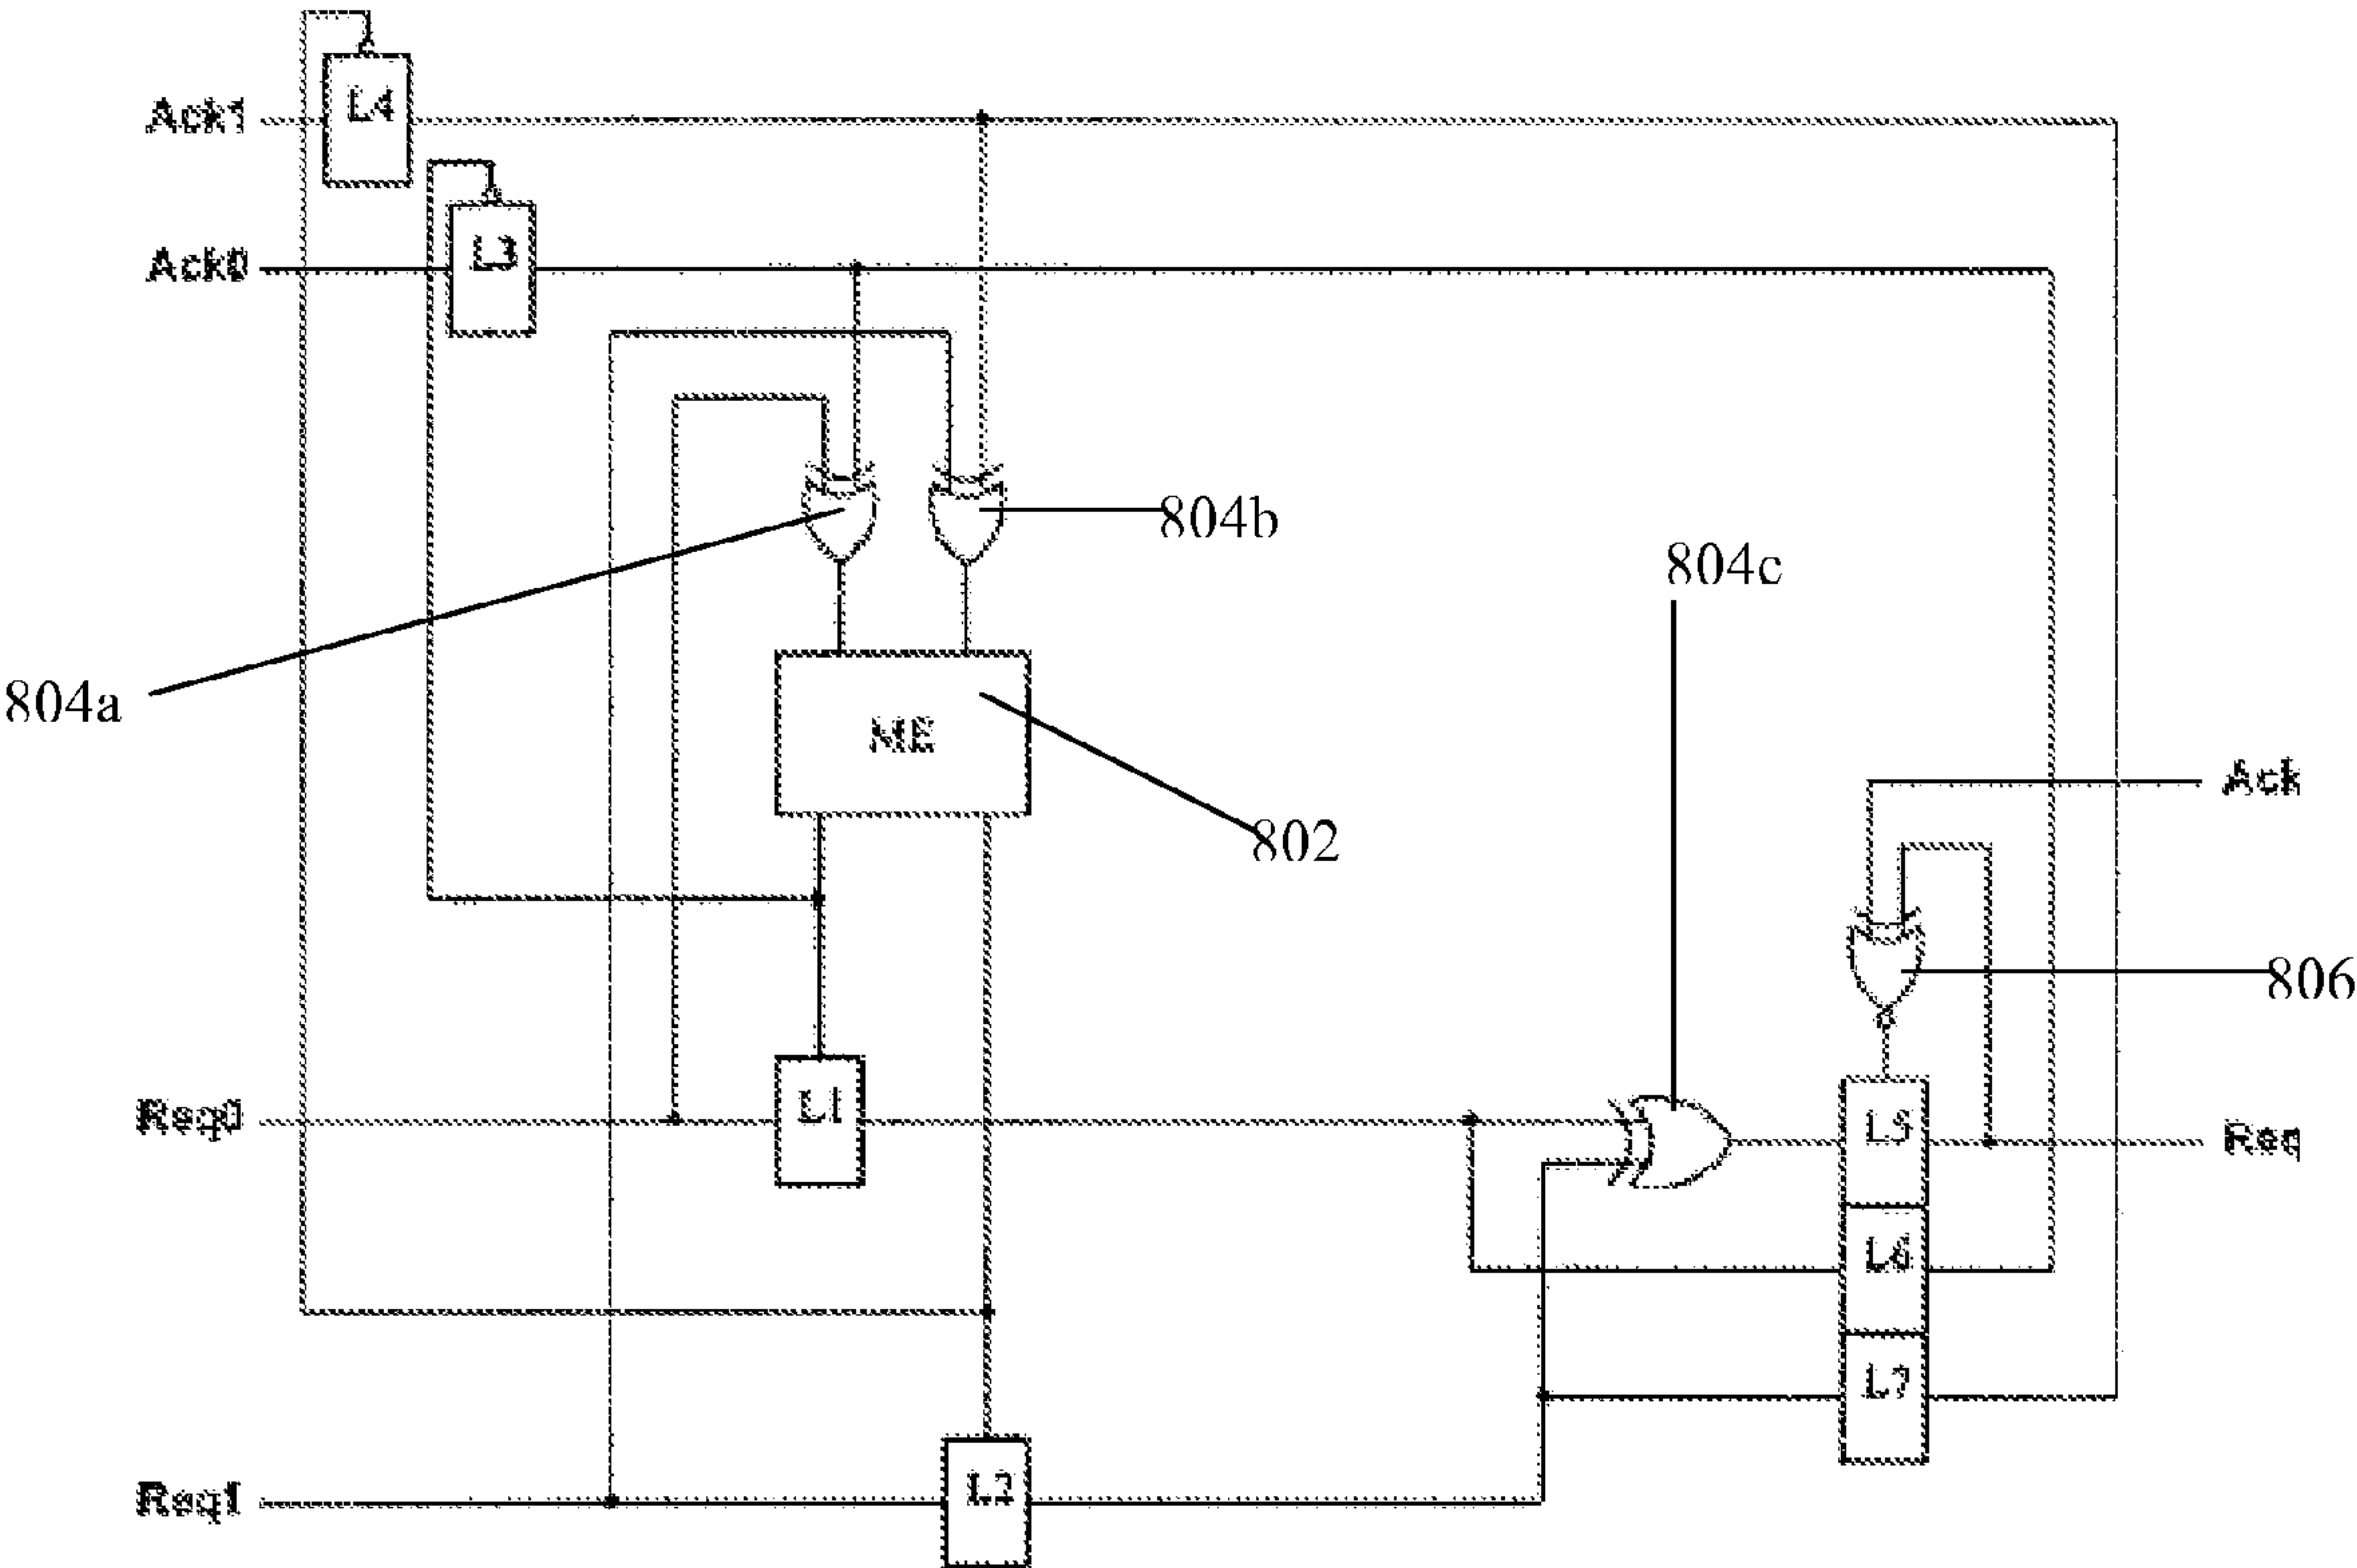 L4
Ack1
L3
Ack0
804b
804c
804a
ME
Ack
802
806
L1
Req0
L5
Req
L6
L7
L2
Req1